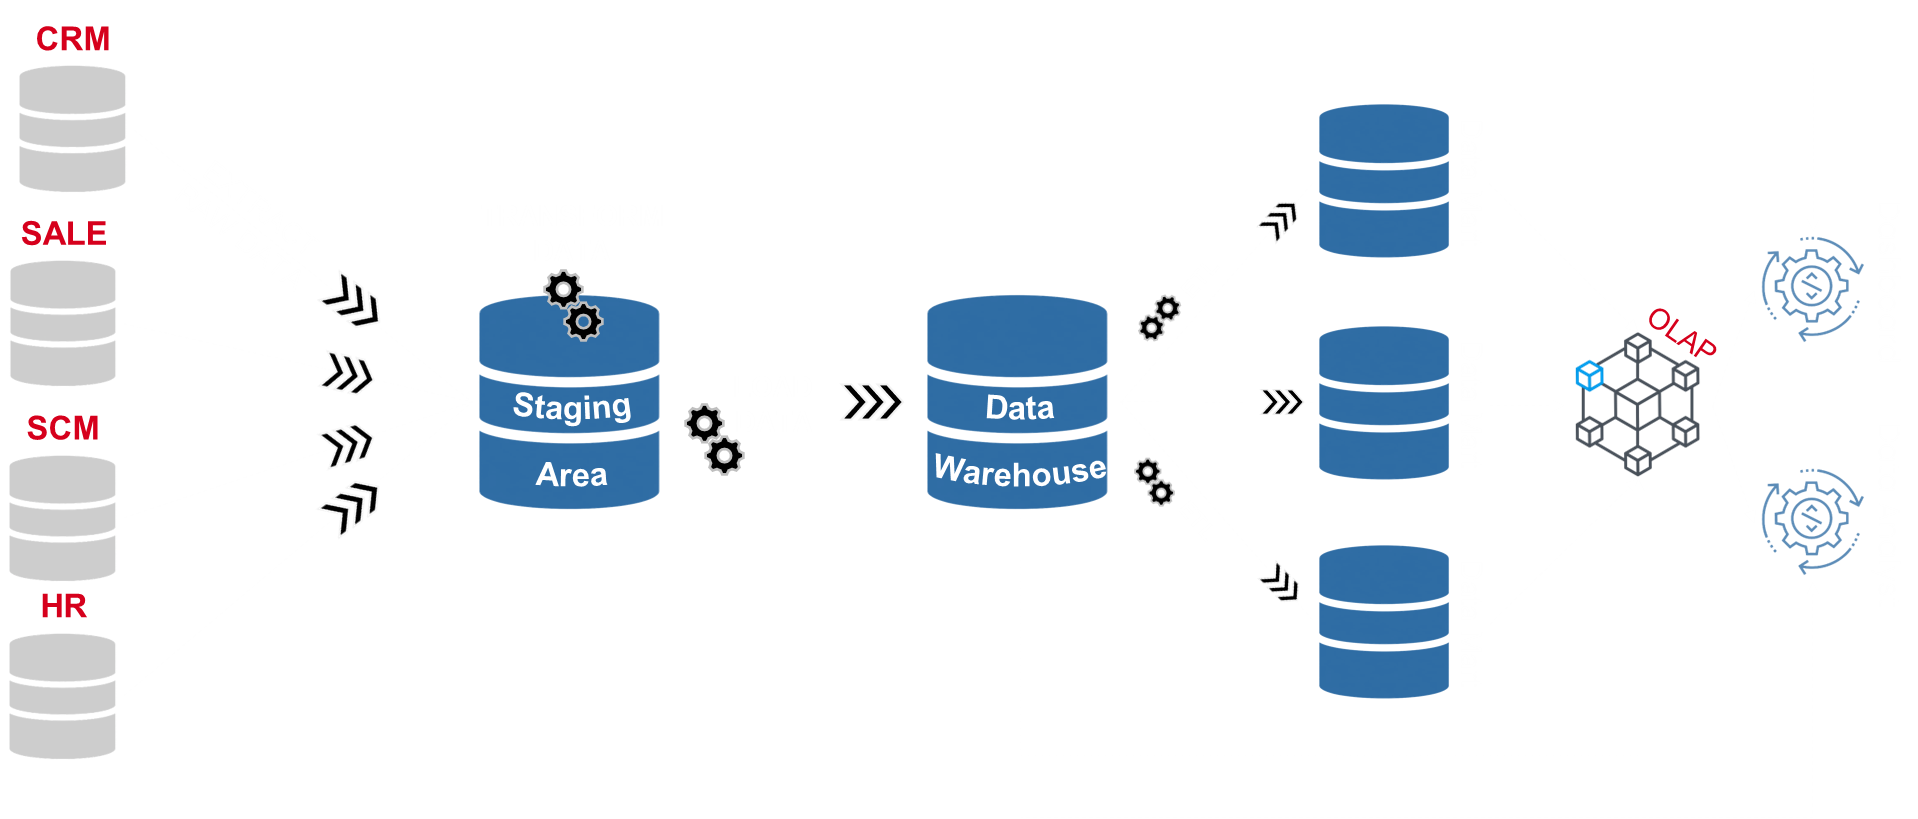 CRM
SALE
SCM
HR
Staging
Area
Data
Warehouse
OLAP